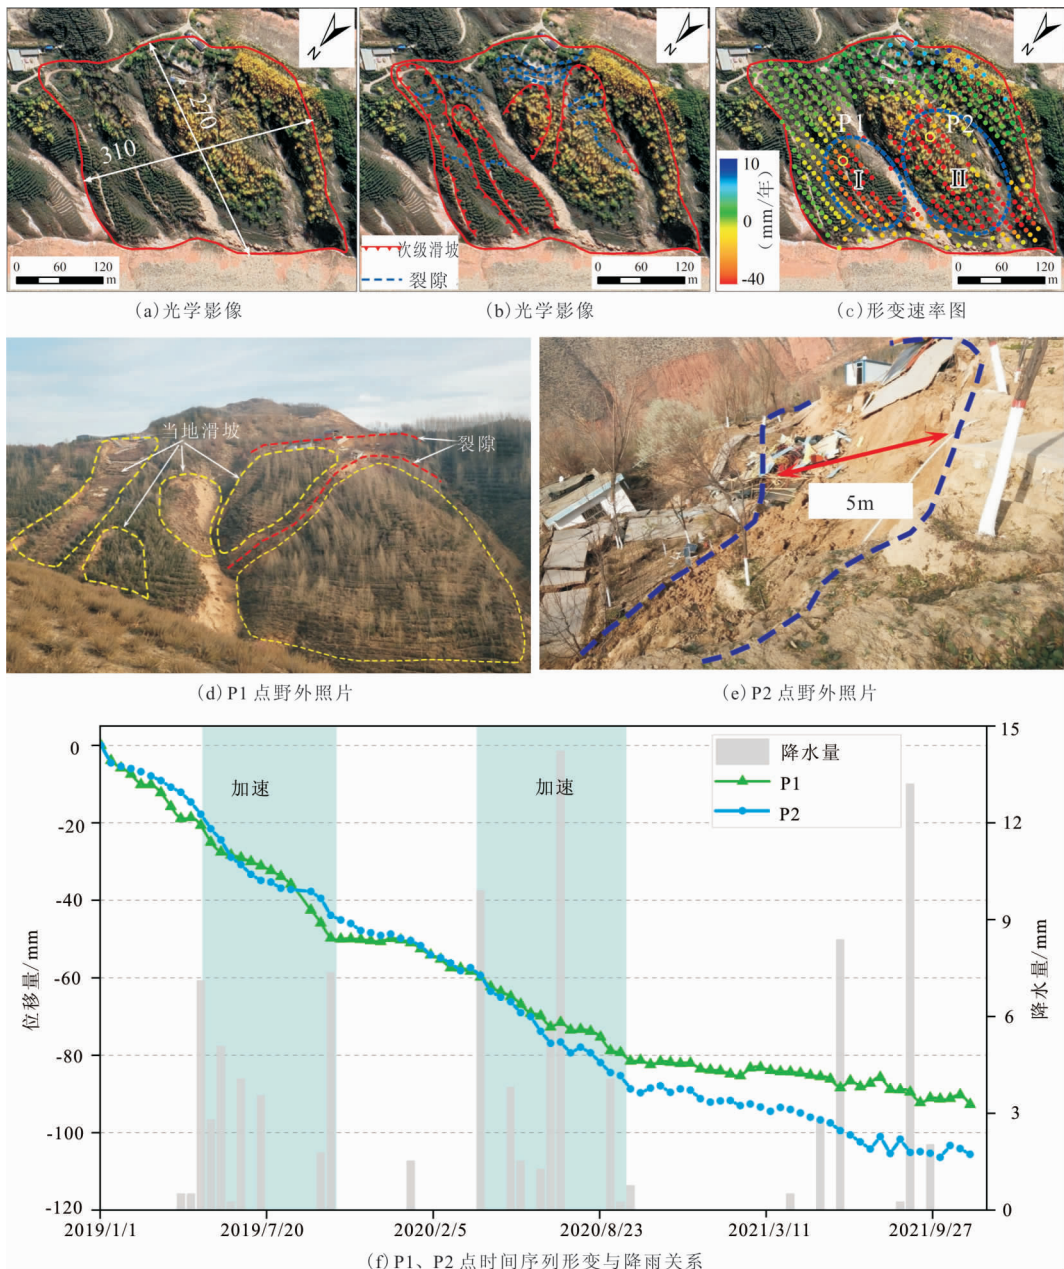 N
310
270
0 60 120
m
(a)光学影像
N
次级滑坡
裂隙
0 60 120
m
(b)光学影像
N
P1
P2
I
II
10
0
-40
(mm/年)
0 60 120
m
(c)形变速率图
当地滑坡
裂隙
(d)P1点野外照片
5m
(e)P2点野外照片
加速
加速
降水量
P1
P2
0
-20
-40
-60
-80
-100
-120
位移量/mm
15
12
9
6
3
0
降水量/mm
2019/1/1
2019/7/20
2020/2/5
2020/8/23
2021/3/11
2021/9/27
(f)P1、P2点时间序列形变与降雨关系